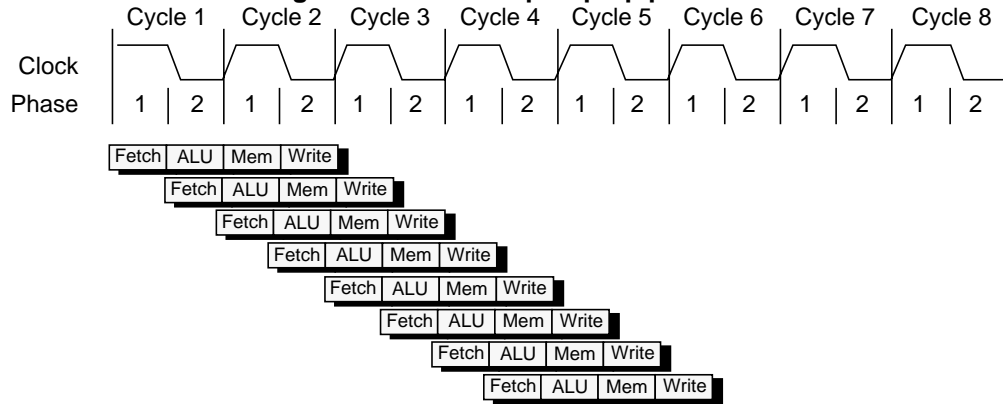 Cycle 1 Cycle 2 Cycle 3 Cycle 4 Cycle 5 Cycle 6 Cycle 7 Cycle 8
Clock
Phase 1 2 1 2 1 2 1 2 1 2 1 2 1 2 1 2
Fetch ALU Mem Write
Fetch ALU Mem Write
Fetch ALU Mem Write
Fetch ALU Mem Write
Fetch ALU Mem Write
Fetch ALU Mem Write
Fetch ALU Mem Write
Fetch ALU Mem Write